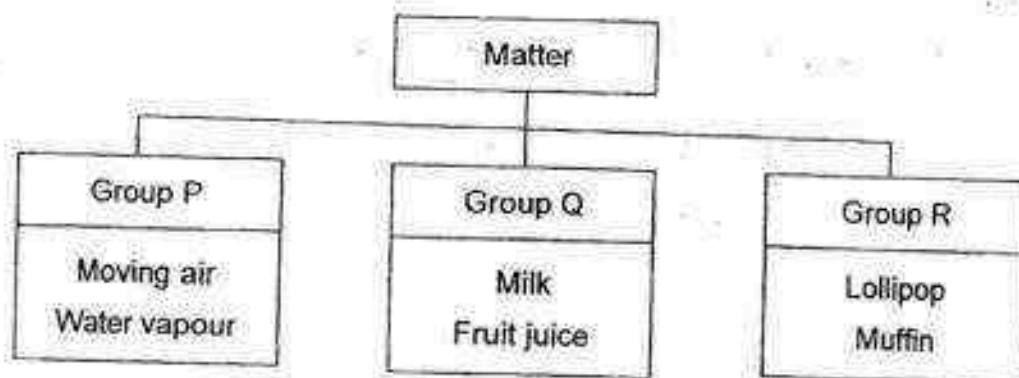 Matter
Group P
Moving air
Water vapour
Group Q
Milk
Fruit juice
Group R
Lollipop
Muffin